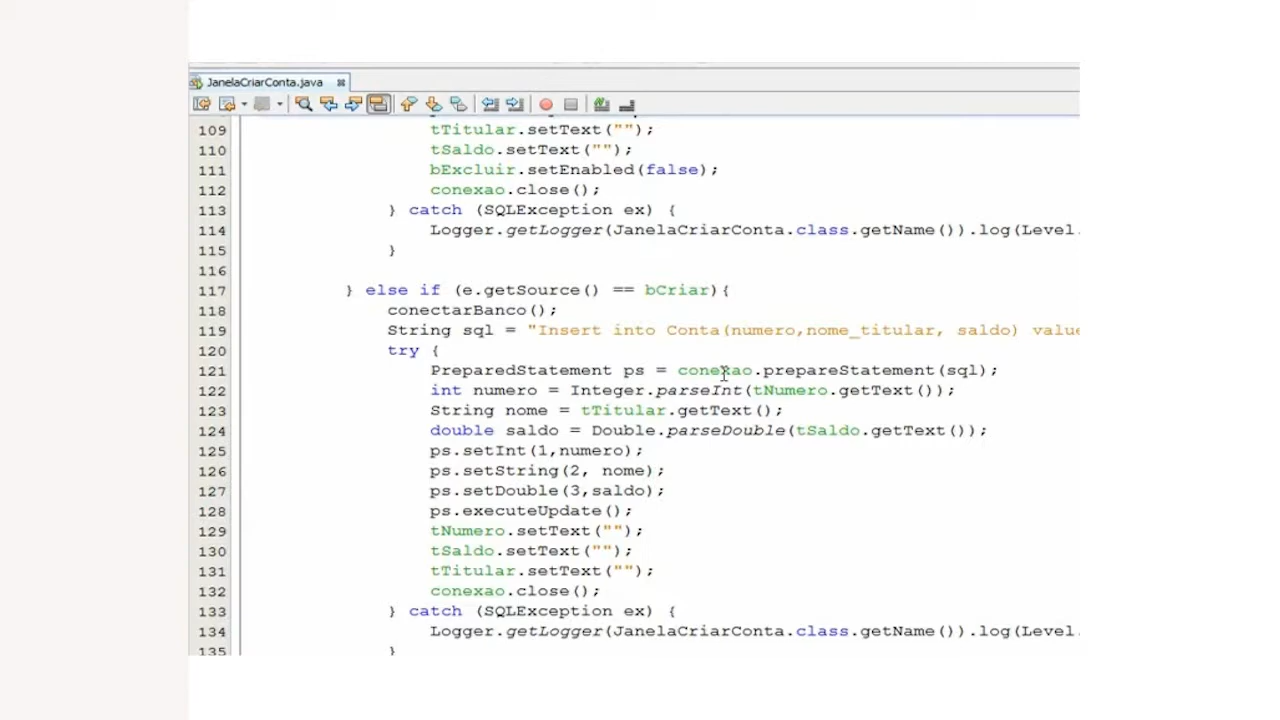 JanelaCriarConta.java
109 tTitular.setText("");
110 tSaldo.setText("");
111 bExcluir.setEnabled(false);
112 conexao.close();
113 } catch (SQLException ex) {
114 Logger.getLogger(JanelaCriarConta.class.getName()).log(Level.
115 }
116
117 } else if (e.getSource() == bCriar){
118 conectarBanco();
119 String sql = "Insert into Conta(numero,nome_titular, saldo) value
120 try {
121 PreparedStatement ps = conexao.prepareStatement(sql);
122 int numero = Integer.parseInt(tNumero.getText());
123 String nome = tTitular.getText();
124 double saldo = Double.parseDouble(tSaldo.getText());
125 ps.setInt(1,numero);
126 ps.setString(2, nome);
127 ps.setDouble(3,saldo);
128 ps.executeUpdate();
129 tNumero.setText("");
130 tSaldo.setText("");
131 tTitular.setText("");
132 conexao.close();
133 } catch (SQLException ex) {
134 Logger.getLogger(JanelaCriarConta.class.getName()).log(Level.
135 }